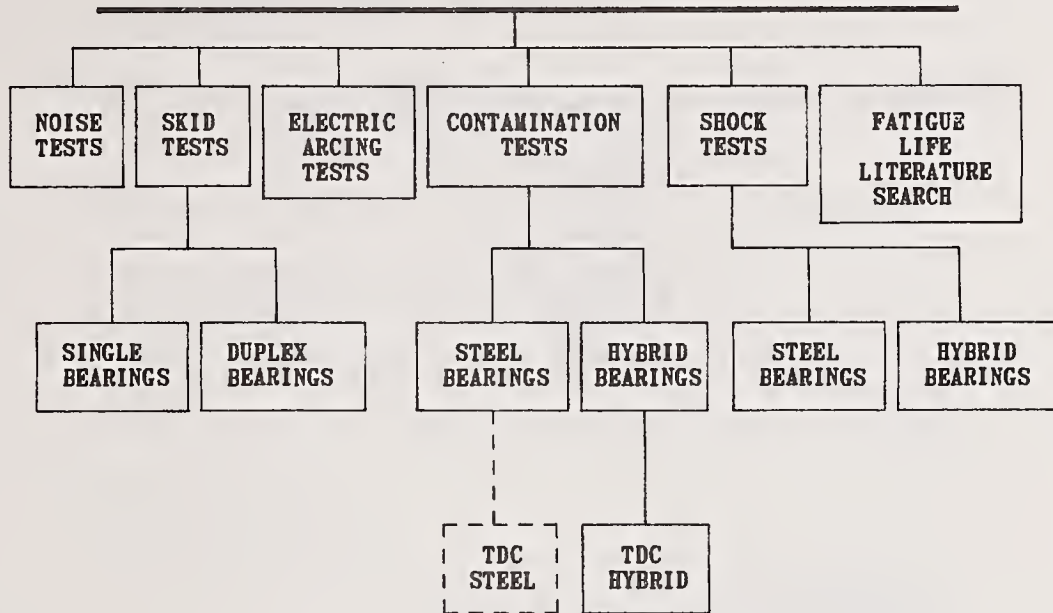 NOISE
TESTS
SKID
TESTS
ELECTRIC
ARCING
TESTS
CONTAMINATION
TESTS
SHOCK
TESTS
FATIGUE
LIFE
LITERATURE
SEARCH
SINGLE
BEARINGS
DUPLEX
BEARINGS
STEEL
BEARINGS
HYBRID
BEARINGS
STEEL
BEARINGS
HYBRID
BEARINGS
TDC
STEEL
TDC
HYBRID